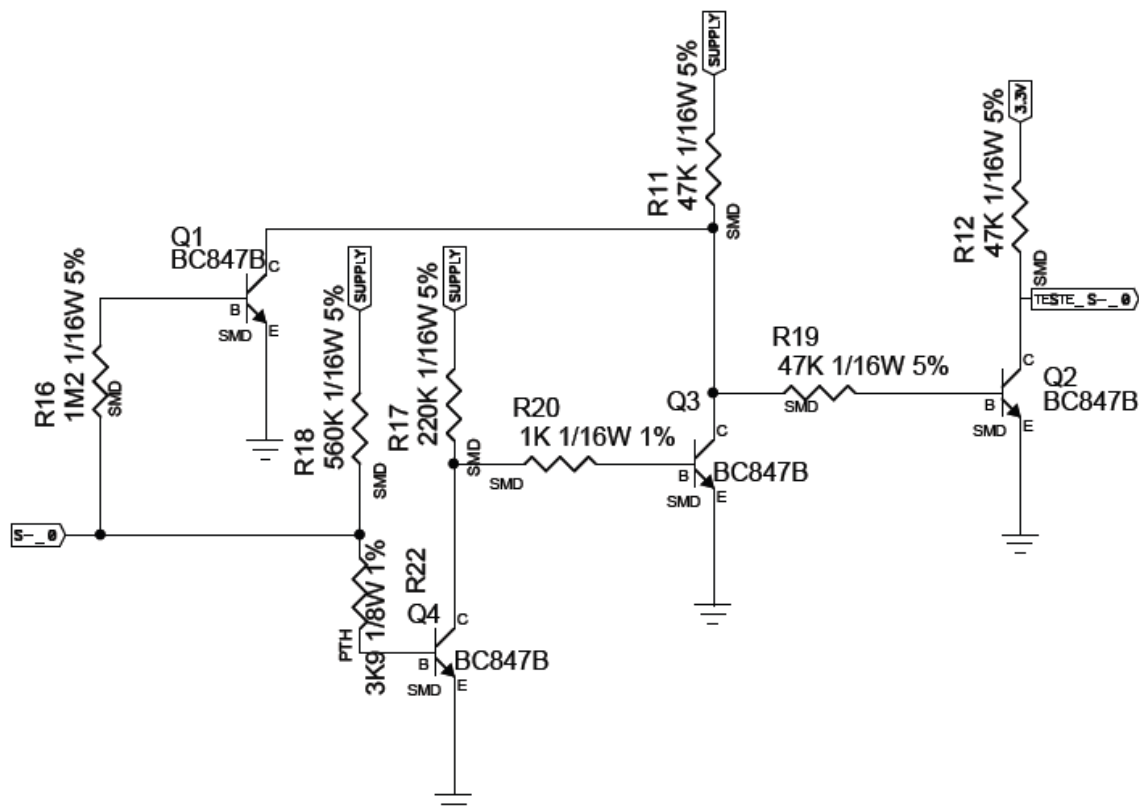 SUPPLY
3.3V
R11
47K 1/16W 5%
SMD
R12
47K 1/16W 5%
SMD
Q1
BC847B
C
B
E
SMD
SUPPLY
SUPPLY
TESTE_S-_0
R16
1M2 1/16W 5%
SMD
R18
560K 1/16W 5%
SMD
R17
220K 1/16W 5%
SMD
R19
47K 1/16W 5%
SMD
Q2
BC847B
C
B
E
SMD
R20
1K 1/16W 1%
SMD
Q3
BC847B
C
B
E
SMD
S-_0
R22
3K9 1/8W 1%
PTH
Q4
BC847B
C
B
E
SMD